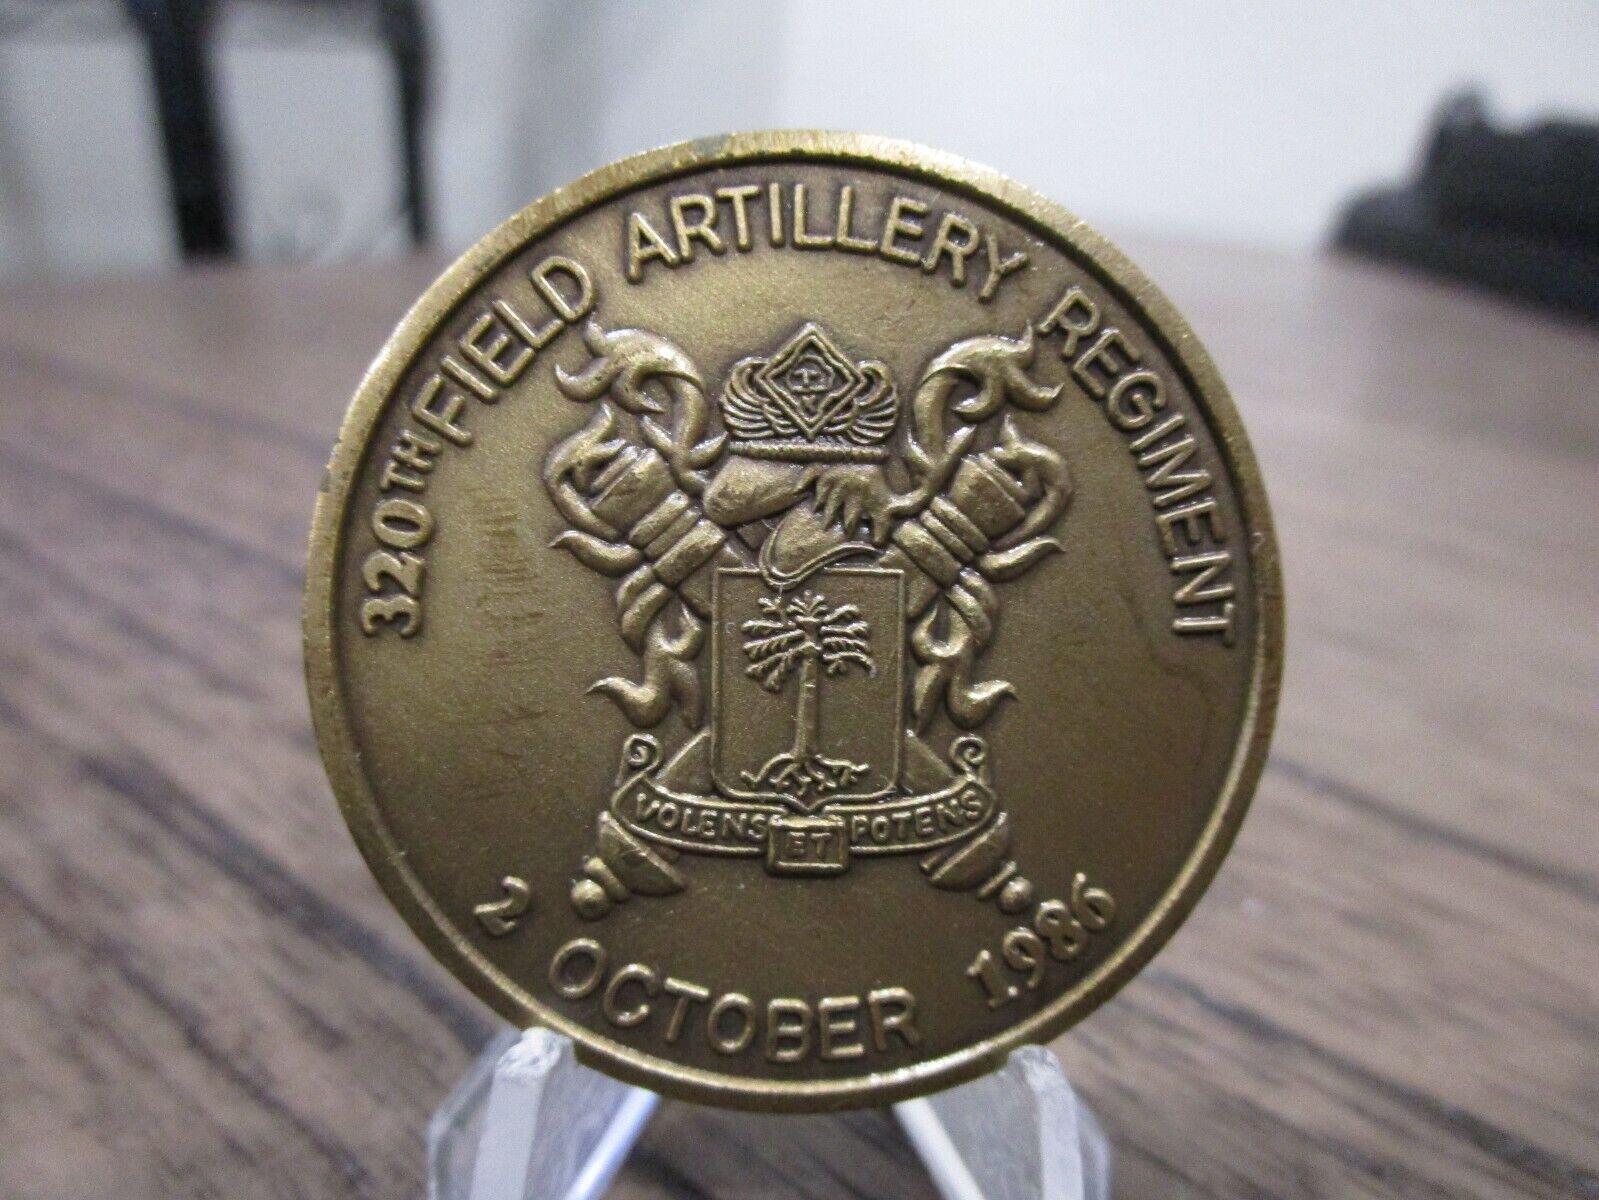 320TH FIELD ARTILLERY REGIMENT
VOLENS ET POTENS
2 OCTOBER 1986